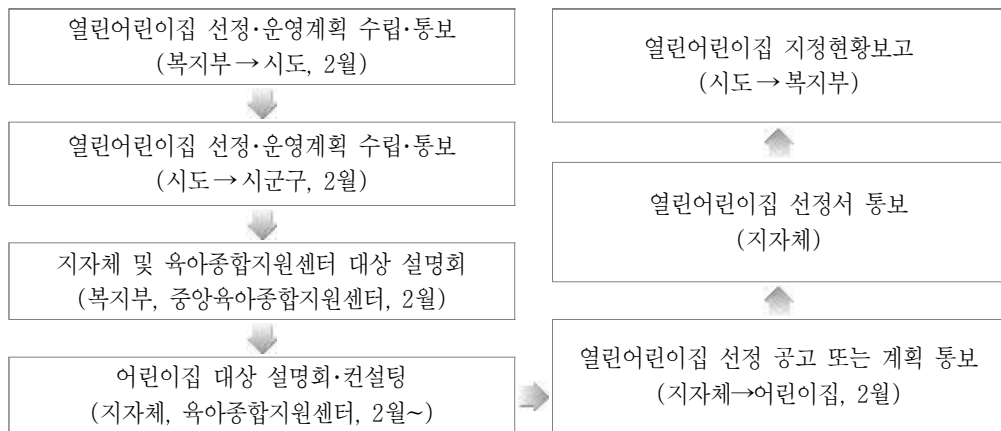 열린어린이집 선정·운영계획 수립·통보
(복지부→시도, 2월)
열린어린이집 선정·운영계획 수립·통보
(시도→시군구, 2월)
지자체 및 육아종합지원센터 대상 설명회
(복지부, 중앙육아종합지원센터, 2월)
어린이집 대상 설명회·컨설팅
(지자체, 육아종합지원센터, 2월~)
열린어린이집 선정 공고 또는 계획 통보
(지자체→어린이집, 2월)
열린어린이집 선정서 통보
(지자체)
열린어린이집 지정현황보고
(시도→복지부)